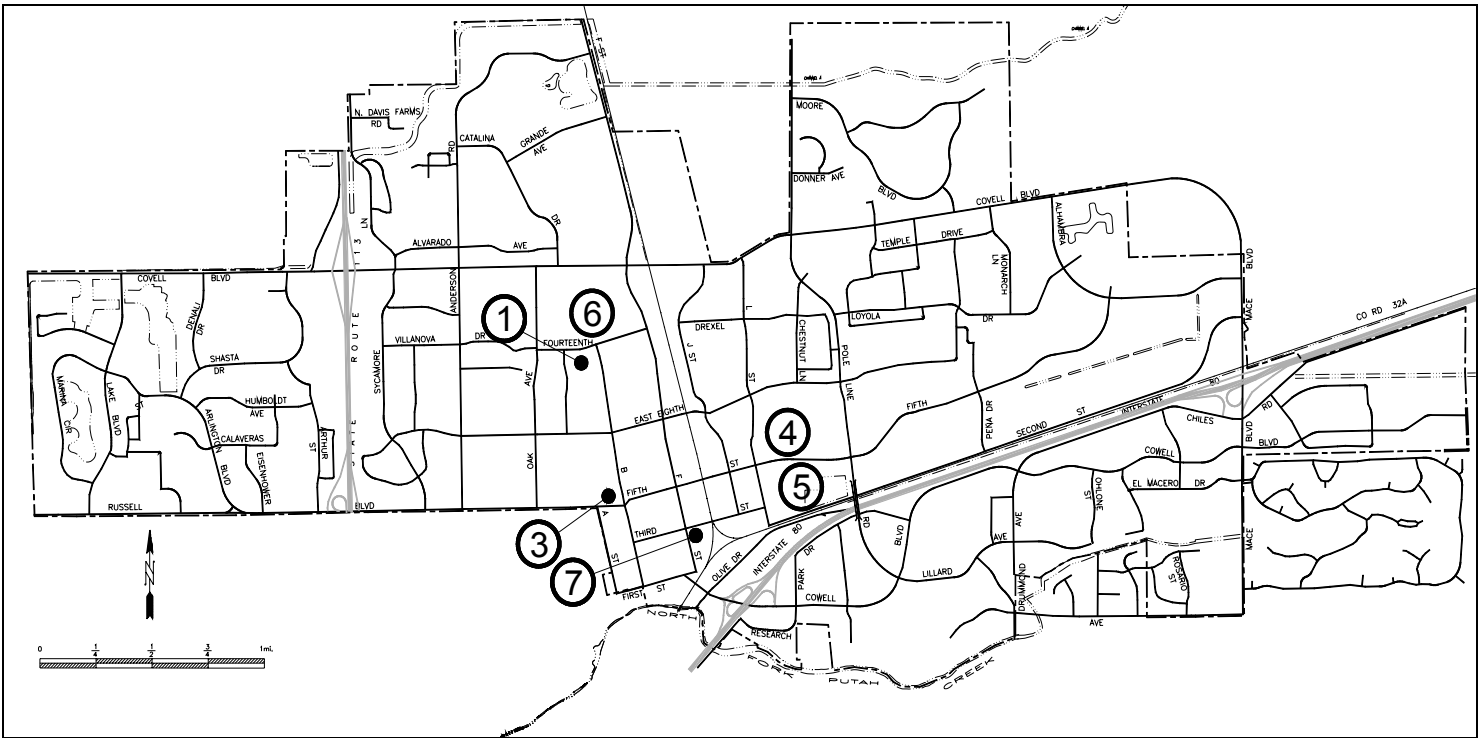 F ST
MOORE
N. DAVIS FARMS
RD
CATALINA
GRANDE
AVE
RD
DONNER AVE
BLVD
COVELL BLVD
ALHAMBRA
113 LN
DR
TEMPLE DRIVE
ALVARADO AVE
MONARCH
LN
BLVD
MACE
COVELL BLVD
ANDERSON
DENALI
DR
STATE ROUTE
CO RD 32A
1
6
LOYOLA DR
DREXEL
L
ST
CHESTNUT LN
POLE
LINE
J ST
VILLANOVA DR
FOURTEENTH
SHASTA
DR
SYCAMORE
AVE
MARINA
CIR
LAKE
BLVD
HUMBOLDT
AVE
ARLINGTON
BLVD
CALAVERAS
ARTHUR
ST
EAST EIGHTH
FIFTH
PEÑA DR
SECOND ST
INTERSTATE 80
CHILES RD
4
BLVD
COWELL BLVD
EISENHOWER
OAK
B
F
ST
5
EL MACERO DR
OHLONE
ST
FIFTH
RUSSELL BLVD
3
A
ST
THIRD ST
RD
BLVD
AVE
MACE
N
7
ST
OLIVE DR
INTERSTATE 80
PARK
DR
LILLARD AVE
DRUMMOND
ROSARIO
ST
FIRST ST
COWELL
NORTH
RESEARCH
AVE
FORK PUTAH CREEK
0 1/4 1/2 3/4 1mi.